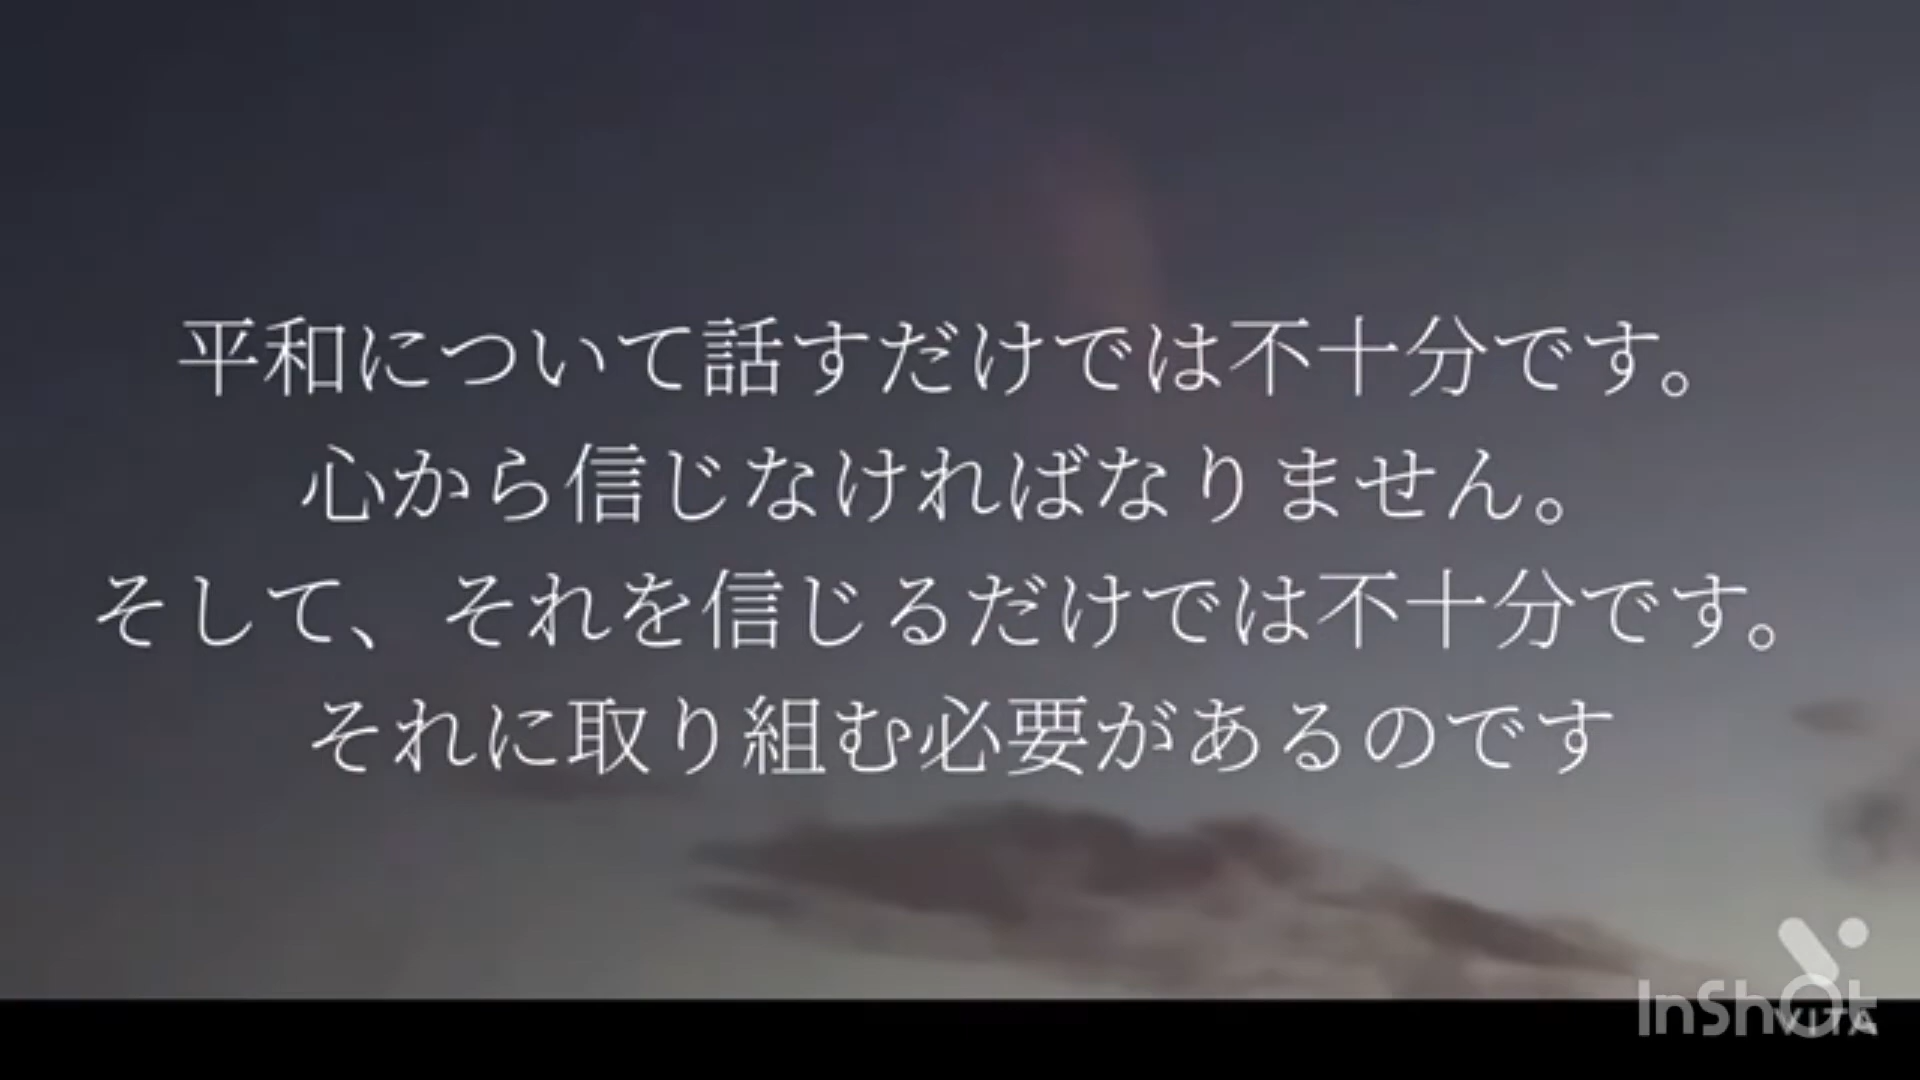 平和について話すだけでは不十分です。
心から信じなければなりません。
そして、それを信じるだけでは不十分です。
それに取り組む必要があるのです
InShOt
VITA